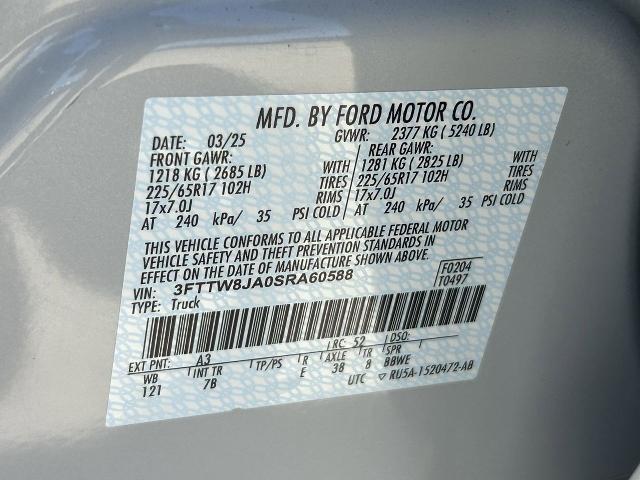 MFD. BY FORD MOTOR CO.
DATE: 03/25 GVWR: 2377 KG ( 5240 LB)
FRONT GAWR: REAR GAWR:
1218 KG ( 2685 LB) WITH 1281 KG ( 2825 LB) WITH
225/65R17 102H TIRES 225/65R17 102H TIRES
17x7.0J RIMS 17x7.0J RIMS
AT 240 kPa/ 35 PSI COLD AT 240 kPa/ 35 PSI COLD
THIS VEHICLE CONFORMS TO ALL APPLICABLE FEDERAL MOTOR
VEHICLE SAFETY AND THEFT PREVENTION STANDARDS IN
EFFECT ON THE DATE OF MANUFACTURE SHOWN ABOVE.
VIN: 3FTTW8JA0SRA60588 F0204
TYPE: Truck T0497
EXT PNT: A3 RC: 52 DSO:
WB INT TR TP/PS R AXLE TR SPR
121 7B E 38 8 BBWE
UTC ▽ RU5A-1520472-AB